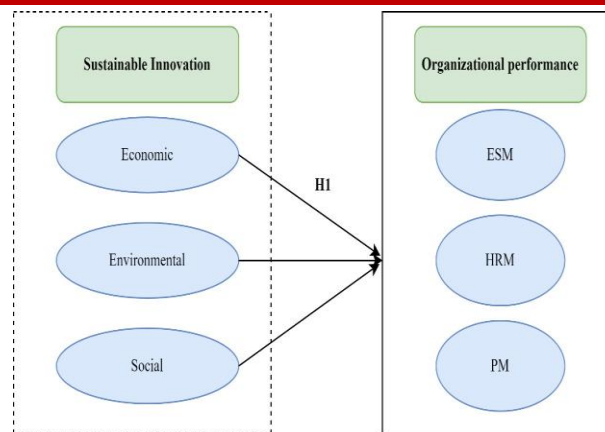 Sustainable Innovation
Organizational performance
Economic
ESM
H1
Environmental
HRM
Social
PM